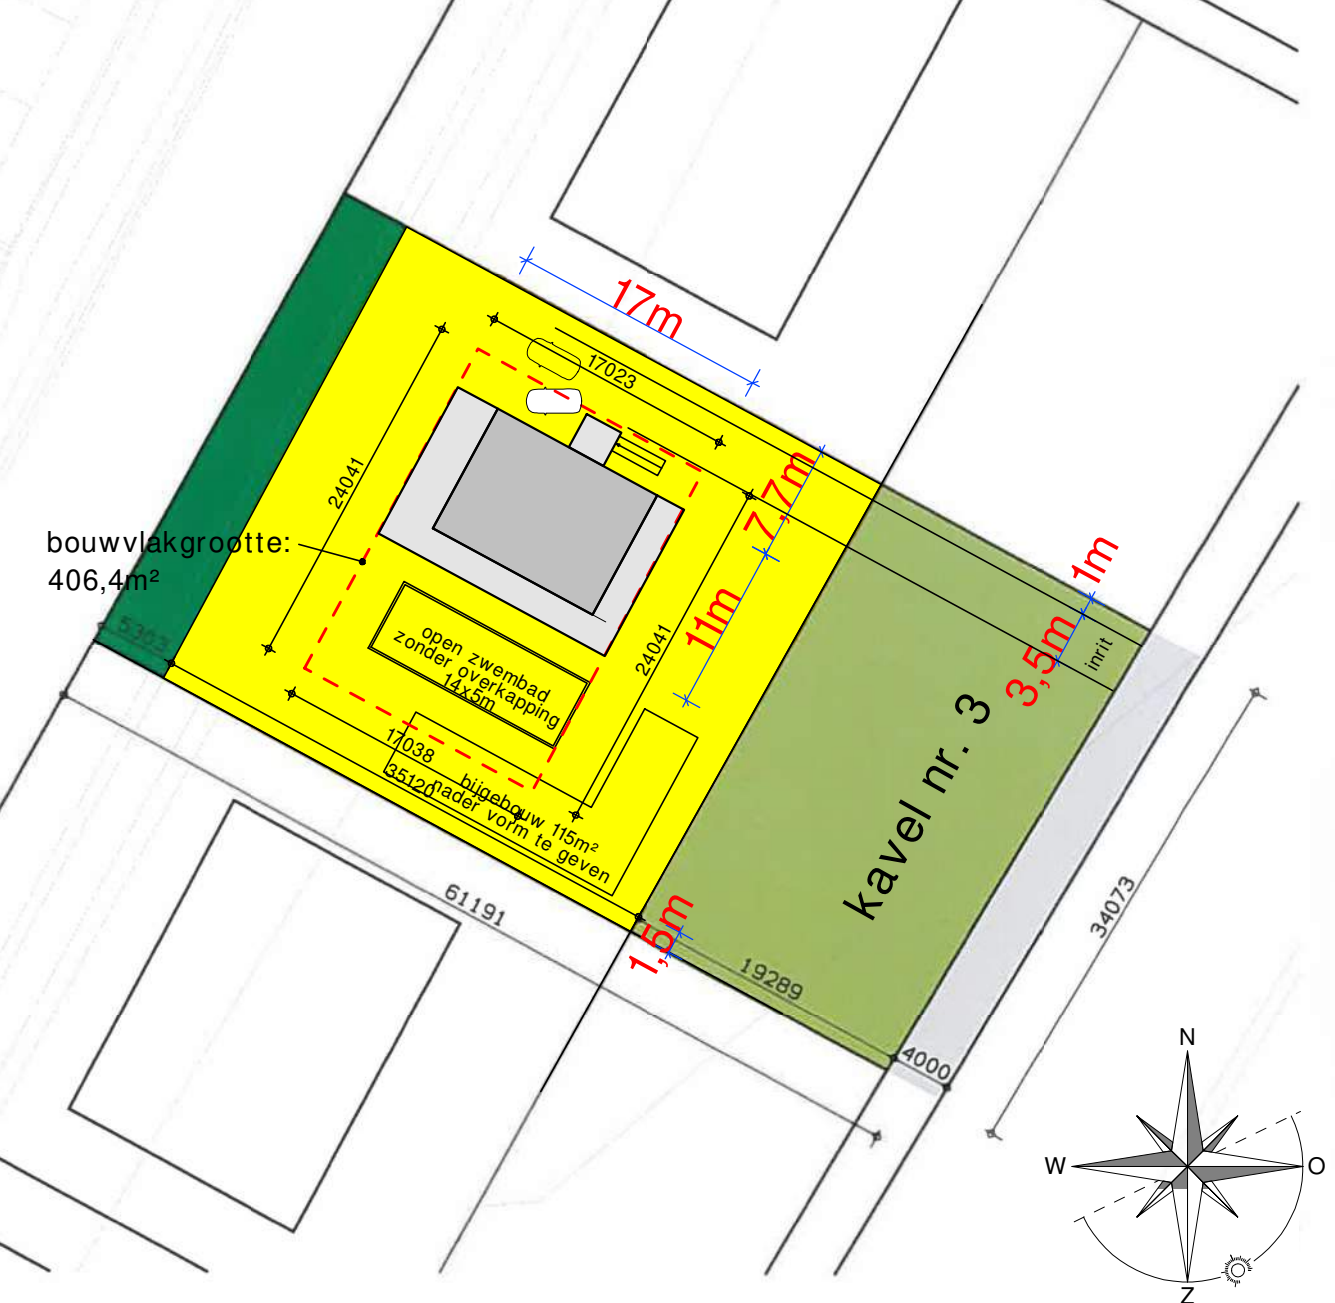 17m
17023
24041
7,7m
bouwvlakgrootte:
406,4m²
1m
11m
3,5m
inrit
5303
24041
open zwembad
zonder overkapping
14x5m
kavel nr. 3
17038
35120
bijgebouw 115m²
nader vorm te geven
61191
34073
1,5m
19289
4000
N
W
O
Z